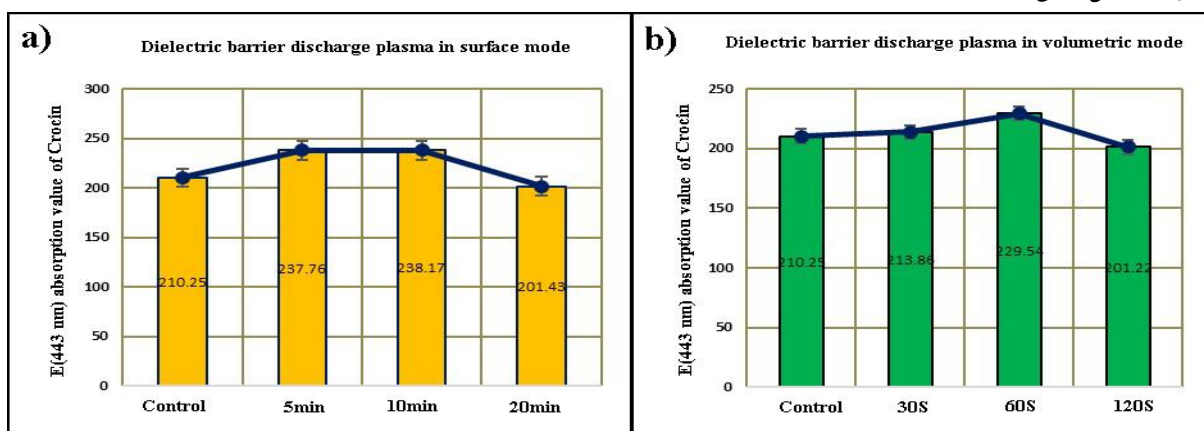 a)
Dielectric barrier discharge plasma in surface mode
E(443 nm) absorption value of Crocin
300
250
200
150
100
50
0
210.25
237.76
238.17
201.43
Control 5min 10min 20min
b)
Dielectric barrier discharge plasma in volumetric mode
E(443 nm) absorption value of Crocin
250
200
150
100
50
0
210.25
213.86
229.54
201.22
Control 30S 60S 120S